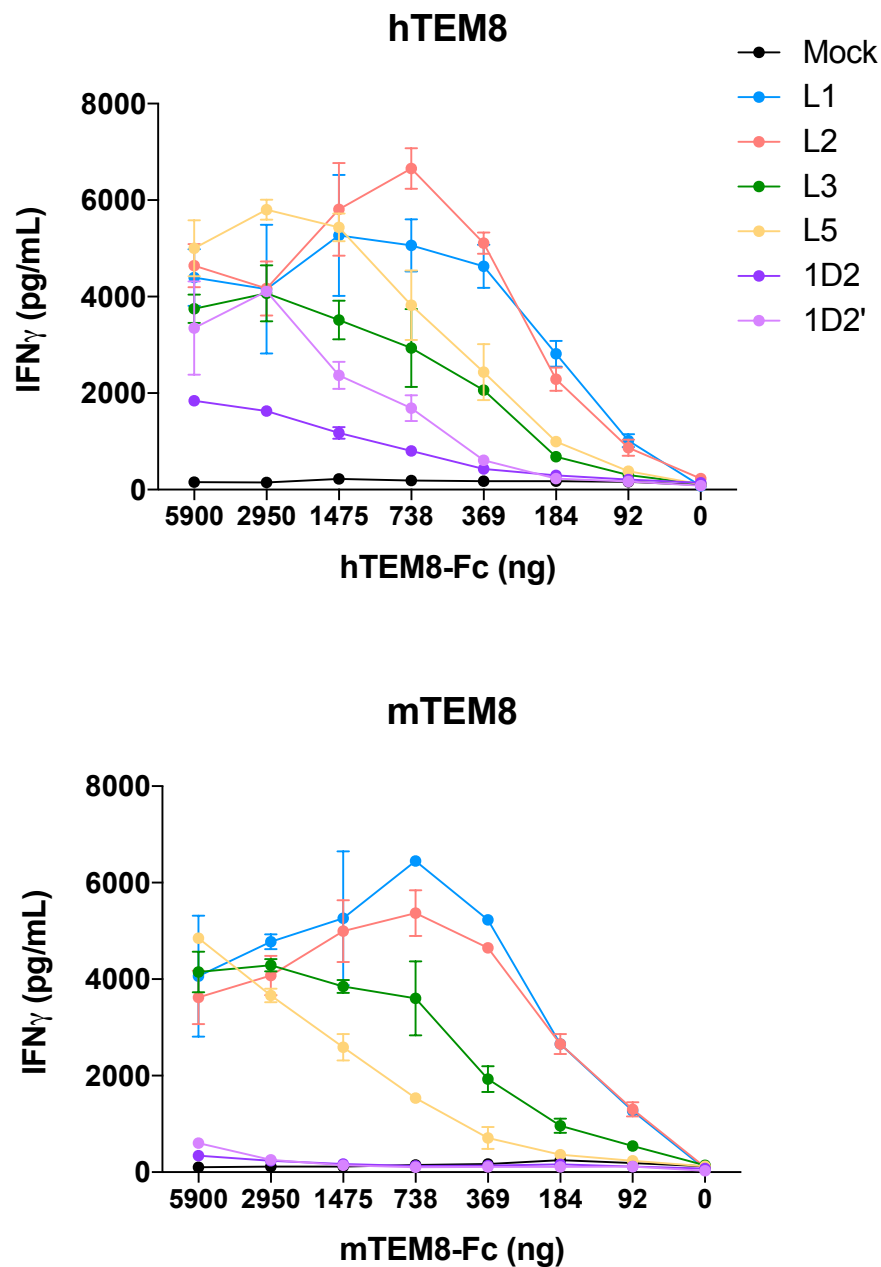 hTEM8
Mock
L1
L2
L3
L5
1D2
1D2'
IFNγ (pg/mL)
8000
6000
4000
2000
0
5900 2950 1475 738 369 184 92 0
hTEM8-Fc (ng)
mTEM8
IFNγ (pg/mL)
8000
6000
4000
2000
0
5900 2950 1475 738 369 184 92 0
mTEM8-Fc (ng)